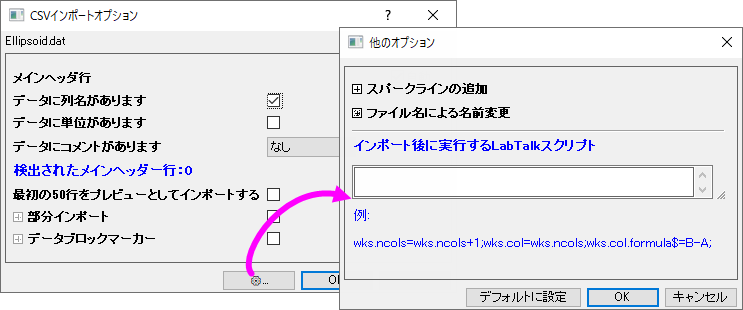 CSVインポートオプション
Ellipsoid.dat
メインヘッダ行
データに列名があります
データに単位があります
データにコメントがあります
なし
検出されたメインヘッダー行:0
最初の50行をプレビューとしてインポートする
部分インポート
データブロックマーカー
...
他のオプション
スパークラインの追加
ファイル名による名前変更
インポート後に実行するLabTalkスクリプト
例:
wks.ncols=wks.ncols+1;wks.col=wks.ncols;wks.col.formula$=B-A;
デフォルトに設定
OK
キャンセル